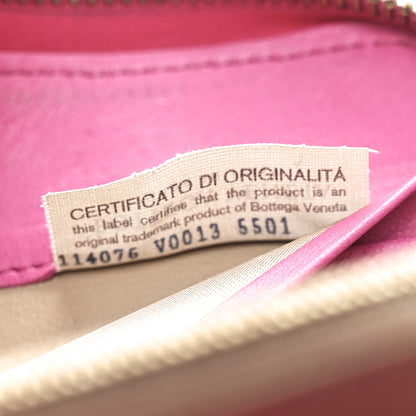 CERTIFICATO DI ORIGINALITÁ
this label certifies that the product is an
original trademark product of Bottega Veneta
114076 V0013 5501